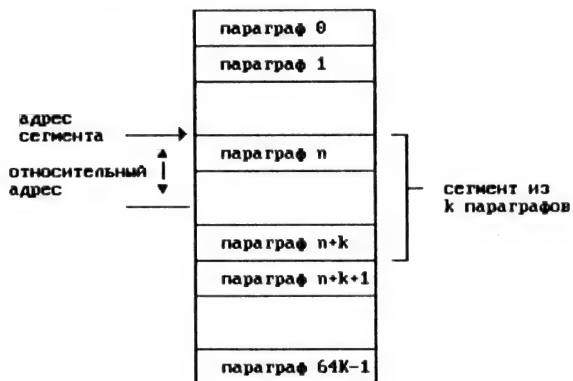 параграф 0
параграф 1
адрес
сегмента
параграф n
относительный
адрес
сегмент из
k параграфов
параграф n+k
параграф n+k+1
параграф 64K-1